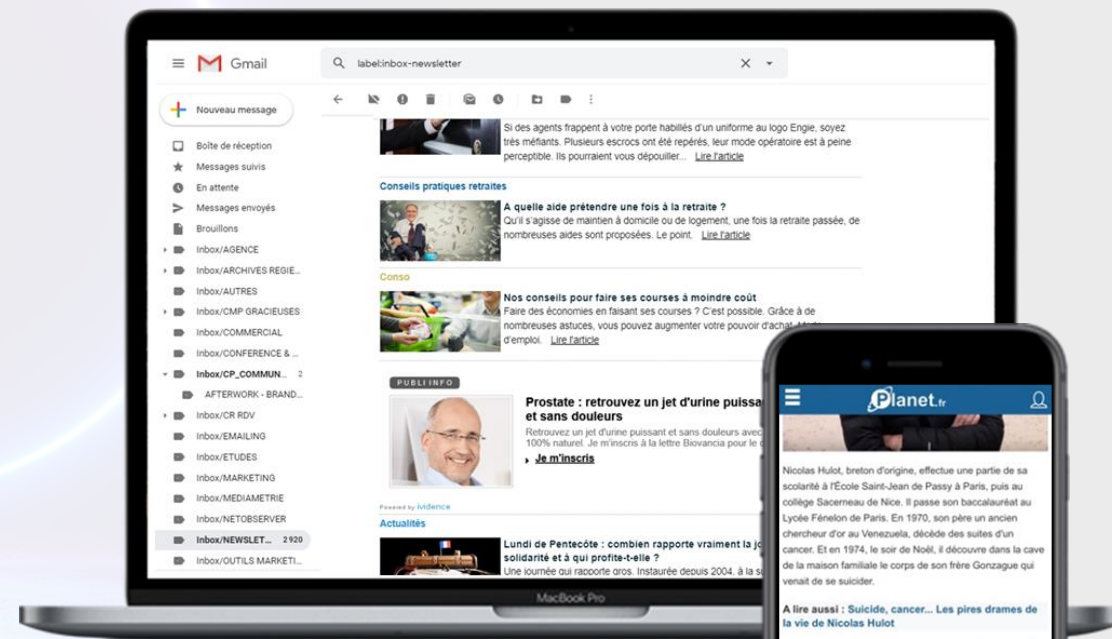 Gmail
label:inbox-newsletter
Nouveau message
Boîte de réception
Messages suivis
En attente
Messages envoyés
Brouillons
Inbox/AGENCE
Inbox/ARCHIVES REGIE...
Inbox/AUTRES
Inbox/CMP GRACIEUSES
Inbox/COMMERCIAL
Inbox/CONFERENCE & ...
Inbox/CP_COMMUN... 2
AFTERWORK - BRAND...
Inbox/CR RDV
Inbox/EMAILING
Inbox/ETUDES
Inbox/MARKETING
Inbox/MEDIAMETRIE
Inbox/NETOBSERVER
Inbox/NEWSLET... 2 920
Inbox/OUTILS MARKETI...
Si des agents frappent à votre porte habillés d'un uniforme au logo Engie, soyez
très méfiants. Plusieurs escrocs ont été repérés, leur mode opératoire est à peine
perceptible. Ils pourraient vous dépouiller... Lire l'article
Conseils pratiques retraites
A quelle aide prétendre une fois à la retraite ?
Qu'il s'agisse de maintien à domicile ou de logement, une fois la retraite passée, de
nombreuses aides sont proposées. Le point. Lire l'article
Conso
Nos conseils pour faire ses courses à moindre coût
Faire des économies en faisant ses courses ? C'est possible. Grâce à de
nombreuses astuces, vous pouvez augmenter votre pouvoir d'achat.
d'emploi. Lire l'article
PUBLI INFO
Prostate : retrouvez un jet d'urine puissa
et sans douleurs
Retrouvez un jet d'urine puissant et sans douleurs avec
100% naturel. Je m'inscris à la lettre Biovancia pour le
Je m'inscris
Powered by ividence
Actualités
Lundi de Pentecôte : combien rapporte vraiment la jo
solidarité et à qui profite-t-elle ?
Une journée qui rapporte gros. Instaurée depuis 2004, à la su
MacBook Pro
Planet.fr
Nicolas Hulot, breton d'origine, effectue une partie de sa
scolarité à l'École Saint-Jean de Passy à Paris, puis au
collège Sacerneau de Nice. Il passe son baccalauréat au
Lycée Fénelon de Paris. En 1970, son père un ancien
chercheur d'or au Venezuela, décède des suites d'un
cancer. Et en 1974, le soir de Noël, il découvre dans la cave
de la maison familiale le corps de son frère Gonzague qui
venait de se suicider.
A lire aussi : Suicide, cancer... Les pires drames de
la vie de Nicolas Hulot